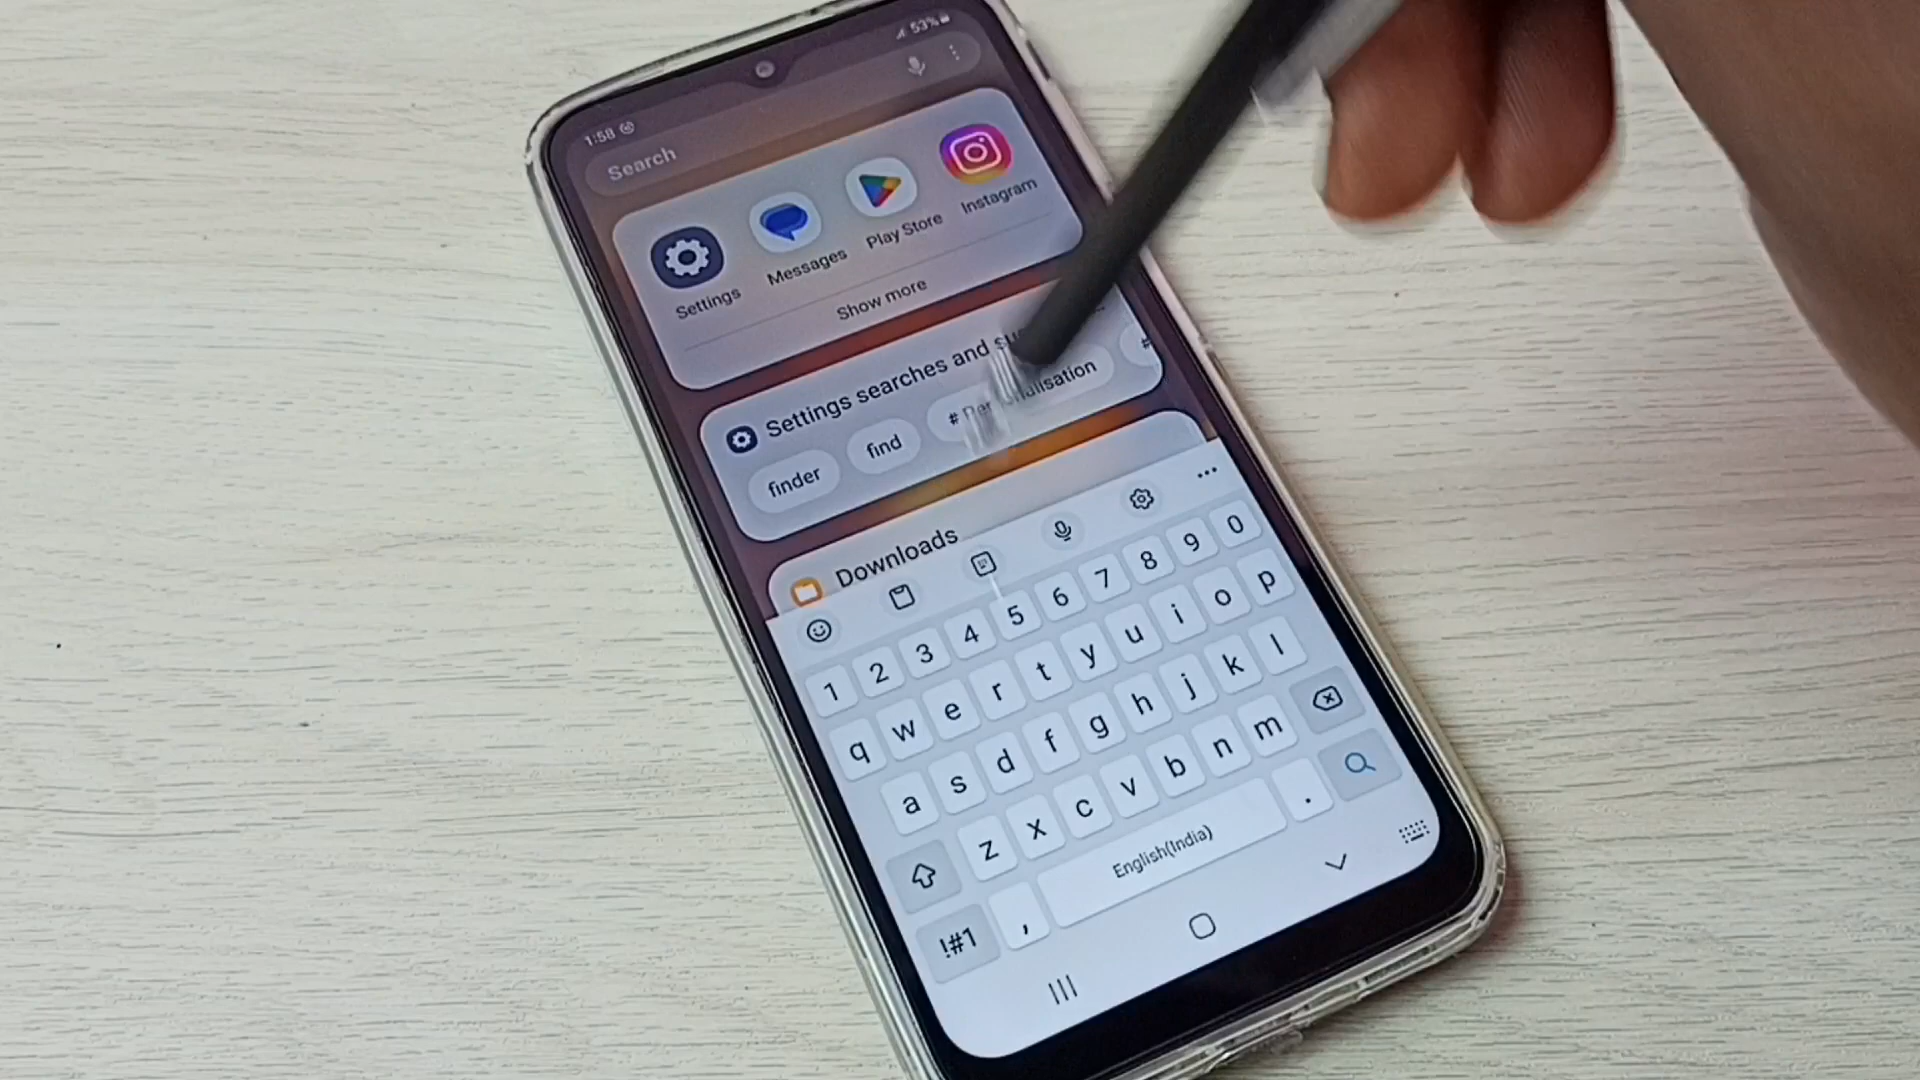 53%
1:58
Search
Settings
Messages
Play Store
Instagram
Show more
Settings searches and
finder
find
#
#
Downloads
1 2 3 4 5 6 7 8 9 0
q w e r t y u i o p
a s d f g h j k l
z x c v b n m
!#1 , English(India) .